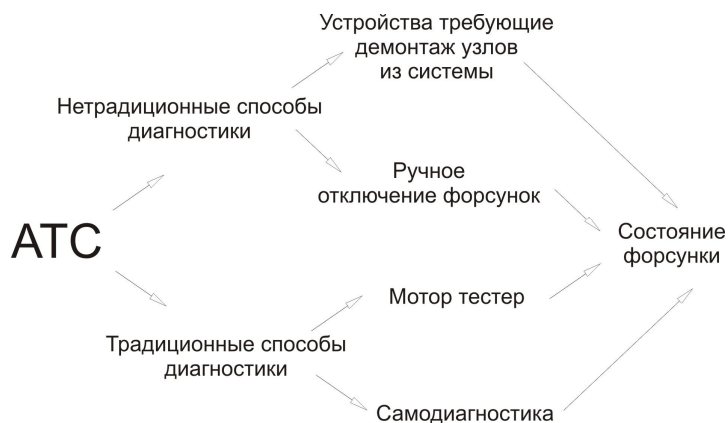 Устройства требующие
демонтаж узлов
из системы
Нетрадиционные способы
диагностики
Ручное
отключение форсунок
АТС
Состояние
форсунки
Мотор тестер
Традиционные способы
диагностики
Самодиагностика